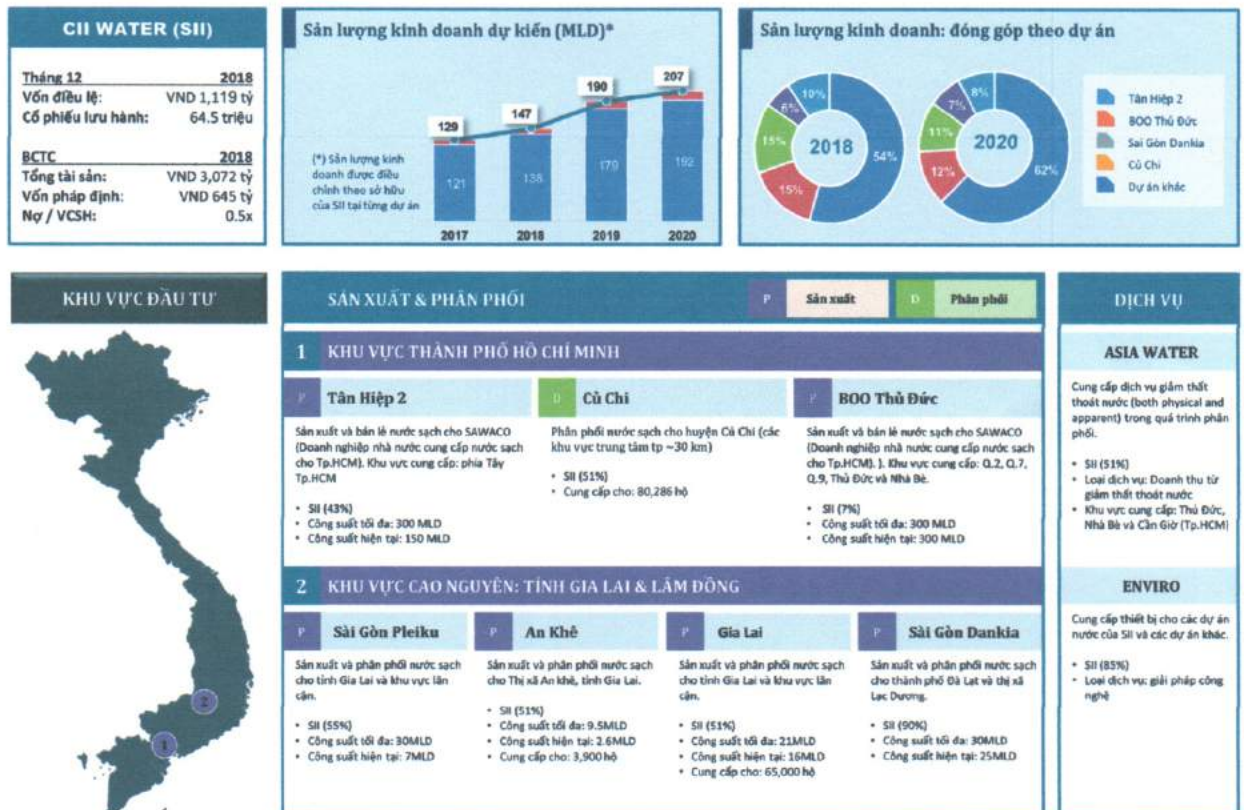 CII WATER (SII)
Tháng 12 2018
Vốn điều lệ: VND 1,119 tỷ
Cổ phiếu lưu hành: 64.5 triệu
BCTC 2018
Tổng tài sản: VND 3,072 tỷ
Vốn pháp định: VND 645 tỷ
Nợ / VCSH: 0.5x
Sản lượng kinh doanh dự kiến (MLD)*
129
147
190
207
(*) Sản lượng kinh
doanh được điều
chỉnh theo sở hữu
của SII tại từng dự án
121
138
179
192
2017 2018 2019 2020
Sản lượng kinh doanh: đóng góp theo dự án
10%
6%
15%
15%
54%
2018
8%
7%
11%
12%
62%
2020
Tân Hiệp 2
BOO Thủ Đức
Sai Gòn Dankia
Củ Chi
Dự án khác
KHU VỰC ĐẦU TƯ
2
1
SẢN XUẤT & PHÂN PHỐI
P Sản xuất
D Phân phối
1 KHU VỰC THÀNH PHỐ HỒ CHÍ MINH
P Tân Hiệp 2
Sản xuất và bán lẻ nước sạch cho SAWACO
(Doanh nghiệp nhà nước cung cấp nước sạch
cho Tp.HCM). Khu vực cung cấp: phía Tây
Tp.HCM
• SII (43%)
• Công suất tối đa: 300 MLD
• Công suất hiện tại: 150 MLD
D Củ Chi
Phân phối nước sạch cho huyện Củ Chi (các
khu vực trung tâm tp ~30 km)
• SII (51%)
• Cung cấp cho: 80,286 hộ
P BOO Thủ Đức
Sản xuất và bán lẻ nước sạch cho SAWACO
(Doanh nghiệp nhà nước cung cấp nước sạch
cho Tp.HCM). ). Khu vực cung cấp: Q.2, Q.7,
Q.9, Thủ Đức và Nhà Bè.
• SII (7%)
• Công suất tối đa: 300 MLD
• Công suất hiện tại: 300 MLD
2 KHU VỰC CAO NGUYÊN: TỈNH GIA LAI & LÂM ĐỒNG
P Sài Gòn Pleiku
Sản xuất và phân phối nước sạch
cho tỉnh Gia Lai và khu vực lân
cận.
• SII (55%)
• Công suất tối đa: 30MLD
• Công suất hiện tại: 7MLD
P An Khê
Sản xuất và phân phối nước sạch
cho Thị xã An khê, tỉnh Gia Lai.
• SII (51%)
• Công suất tối đa: 9.5MLD
• Công suất hiện tại: 2.6MLD
• Cung cấp cho: 3,900 hộ
P Gia Lai
Sản xuất và phân phối nước sạch
cho tỉnh Gia Lai và khu vực lân
cận.
• SII (51%)
• Công suất tối đa: 21MLD
• Công suất hiện tại: 16MLD
• Cung cấp cho: 65,000 hộ
P Sài Gòn Dankia
Sản xuất và phân phối nước sạch
cho thành phố Đà Lạt và thị xã
Lạc Dương.
• SII (90%)
• Công suất tối đa: 30MLD
• Công suất hiện tại: 25MLD
DỊCH VỤ
ASIA WATER
Cung cấp dịch vụ giảm thất
thoát nước (both physical and
apparent) trong quá trình phân
phối.
• SII (51%)
• Loại dịch vụ: Doanh thu từ
giảm thất thoát nước
• Khu vực cung cấp: Thủ Đức,
Nhà Bè và Cần Giờ (Tp.HCM)
ENVIRO
Cung cấp thiết bị cho các dự án
nước của SII và các dự án khác.
• SII (85%)
• Loại dịch vụ: giải pháp công
nghệ